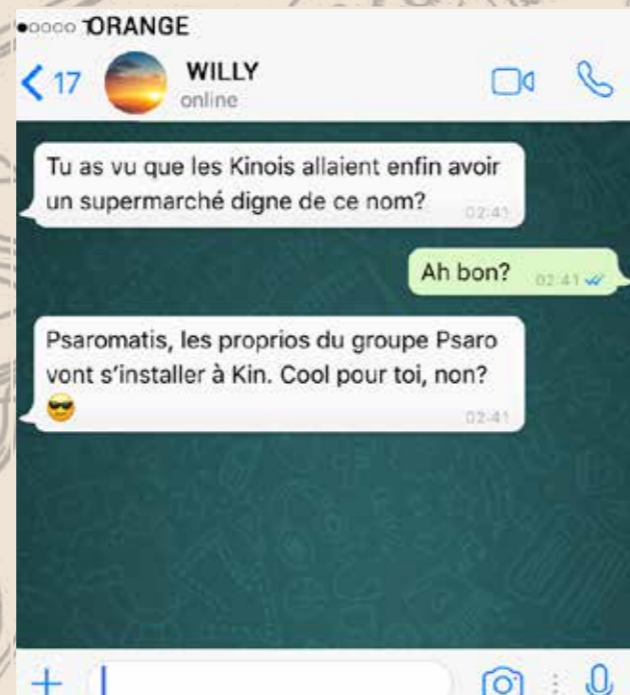 ORANGE
17
WILLY
online
Tu as vu que les Kinois allaient enfin avoir
un supermarché digne de ce nom?
02:41
Ah bon?
02:41
Psaromatis, les proprios du groupe Psaro
vont s'installer à Kin. Cool pour toi, non?
😎
02:41